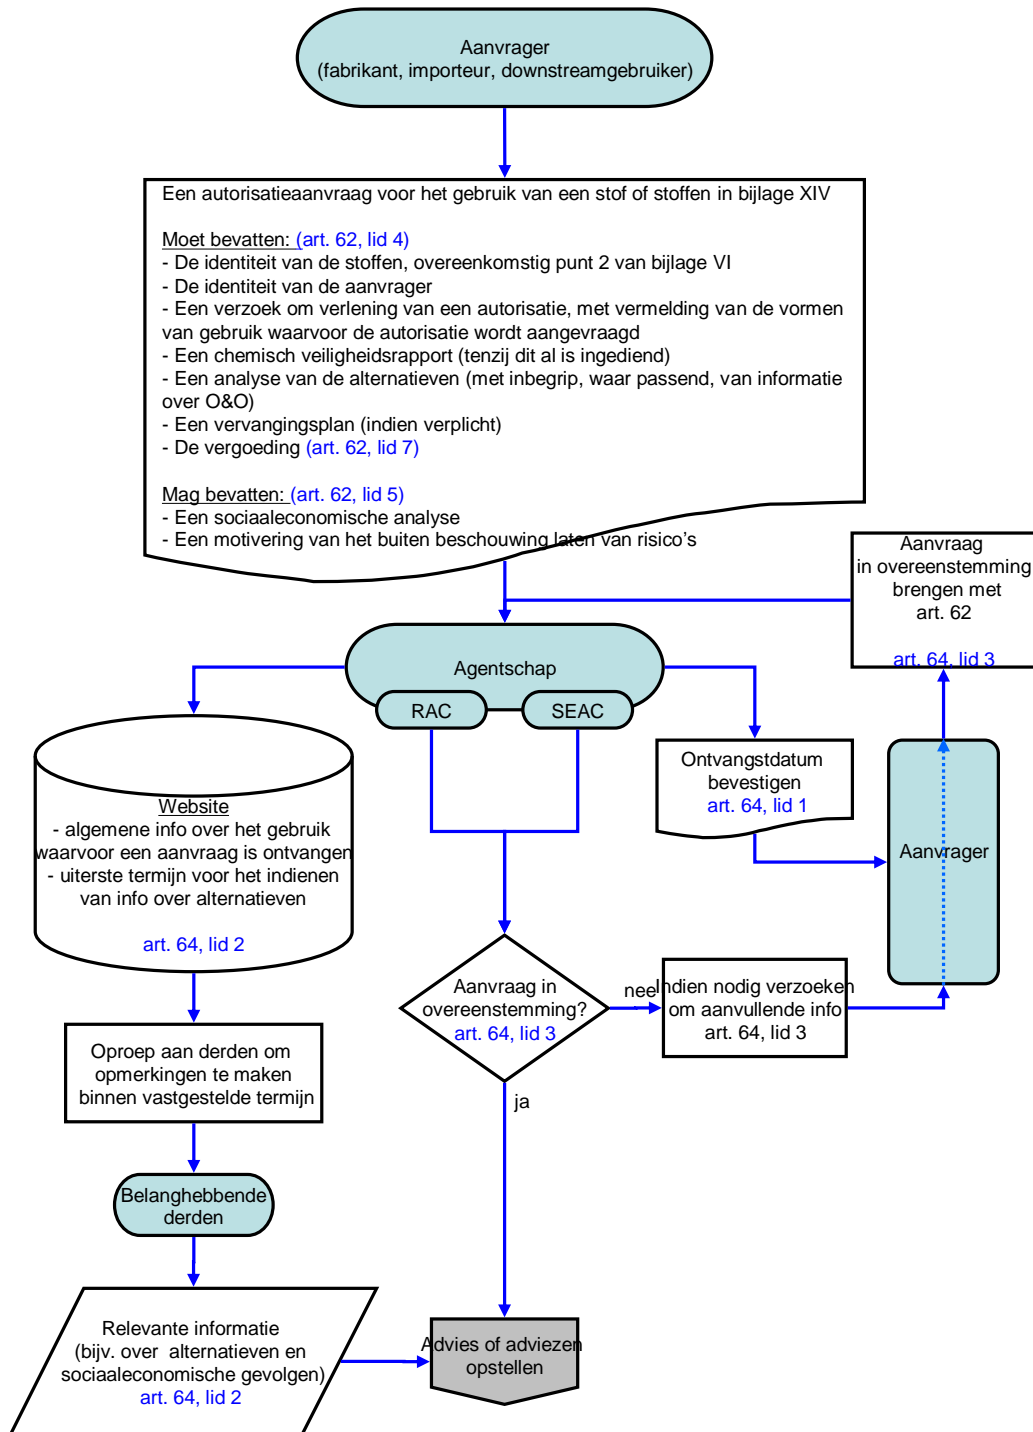 Aanvrager
(fabrikant, importeur, downstreamgebruiker)
Een autorisatieaanvraag voor het gebruik van een stof of stoffen in bijlage XIV
Moet bevatten: (art. 62, lid 4)
- De identiteit van de stoffen, overeenkomstig punt 2 van bijlage VI
- De identiteit van de aanvrager
- Een verzoek om verlening van een autorisatie, met vermelding van de vormen
van gebruik waarvoor de autorisatie wordt aangevraagd
- Een chemisch veiligheidsrapport (tenzij dit al is ingediend)
- Een analyse van de alternatieven (met inbegrip, waar passend, van informatie
over O&O)
- Een vervangingsplan (indien verplicht)
- De vergoeding (art. 62, lid 7)
Mag bevatten: (art. 62, lid 5)
- Een sociaaleconomische analyse
- Een motivering van het buiten beschouwing laten van risico’s
Aanvraag
in overeenstemming
brengen met
art. 62
art. 64, lid 3
Agentschap
RAC
SEAC
Website
- algemene info over het gebruik
waarvoor een aanvraag is ontvangen
- uiterste termijn voor het indienen
van info over alternatieven
art. 64, lid 2
Ontvangstdatum
bevestigen
art. 64, lid 1
Aanvrager
Aanvraag in
overeenstemming?
art. 64, lid 3
nee
Indien nodig verzoeken
om aanvullende info
art. 64, lid 3
ja
Oproep aan derden om
opmerkingen te maken
binnen vastgestelde termijn
Belanghebbende
derden
Relevante informatie
(bijv. over alternatieven en
sociaaleconomische gevolgen)
art. 64, lid 2
Advies of adviezen
opstellen